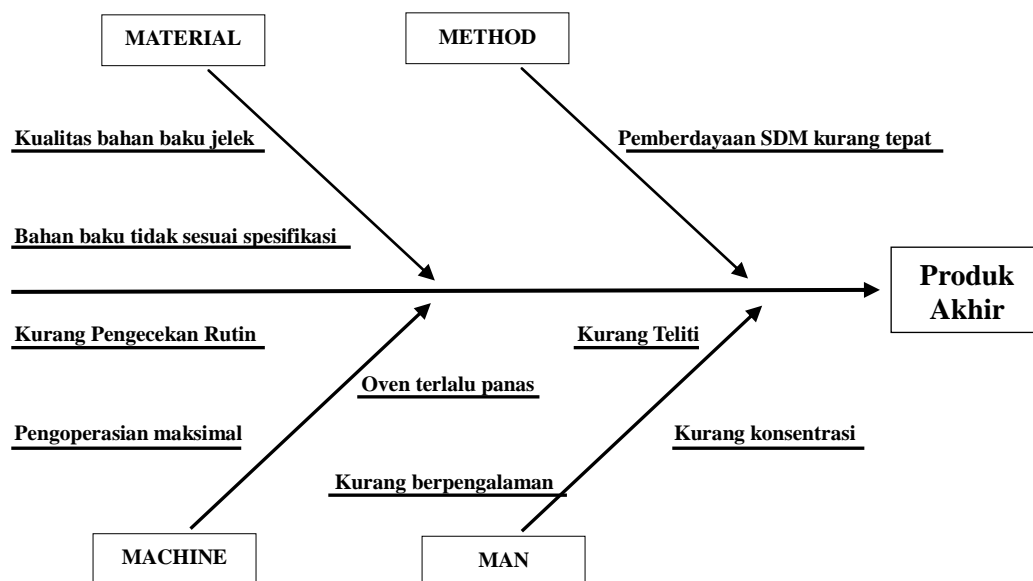 MATERIAL
METHOD
Kualitas bahan baku jelek
Pemberdayaan SDM kurang tepat
Bahan baku tidak sesuai spesifikasi
Produk
Akhir
Kurang Pengecekan Rutin
Kurang Teliti
Oven terlalu panas
Pengoperasian maksimal
Kurang konsentrasi
Kurang berpengalaman
MACHINE
MAN